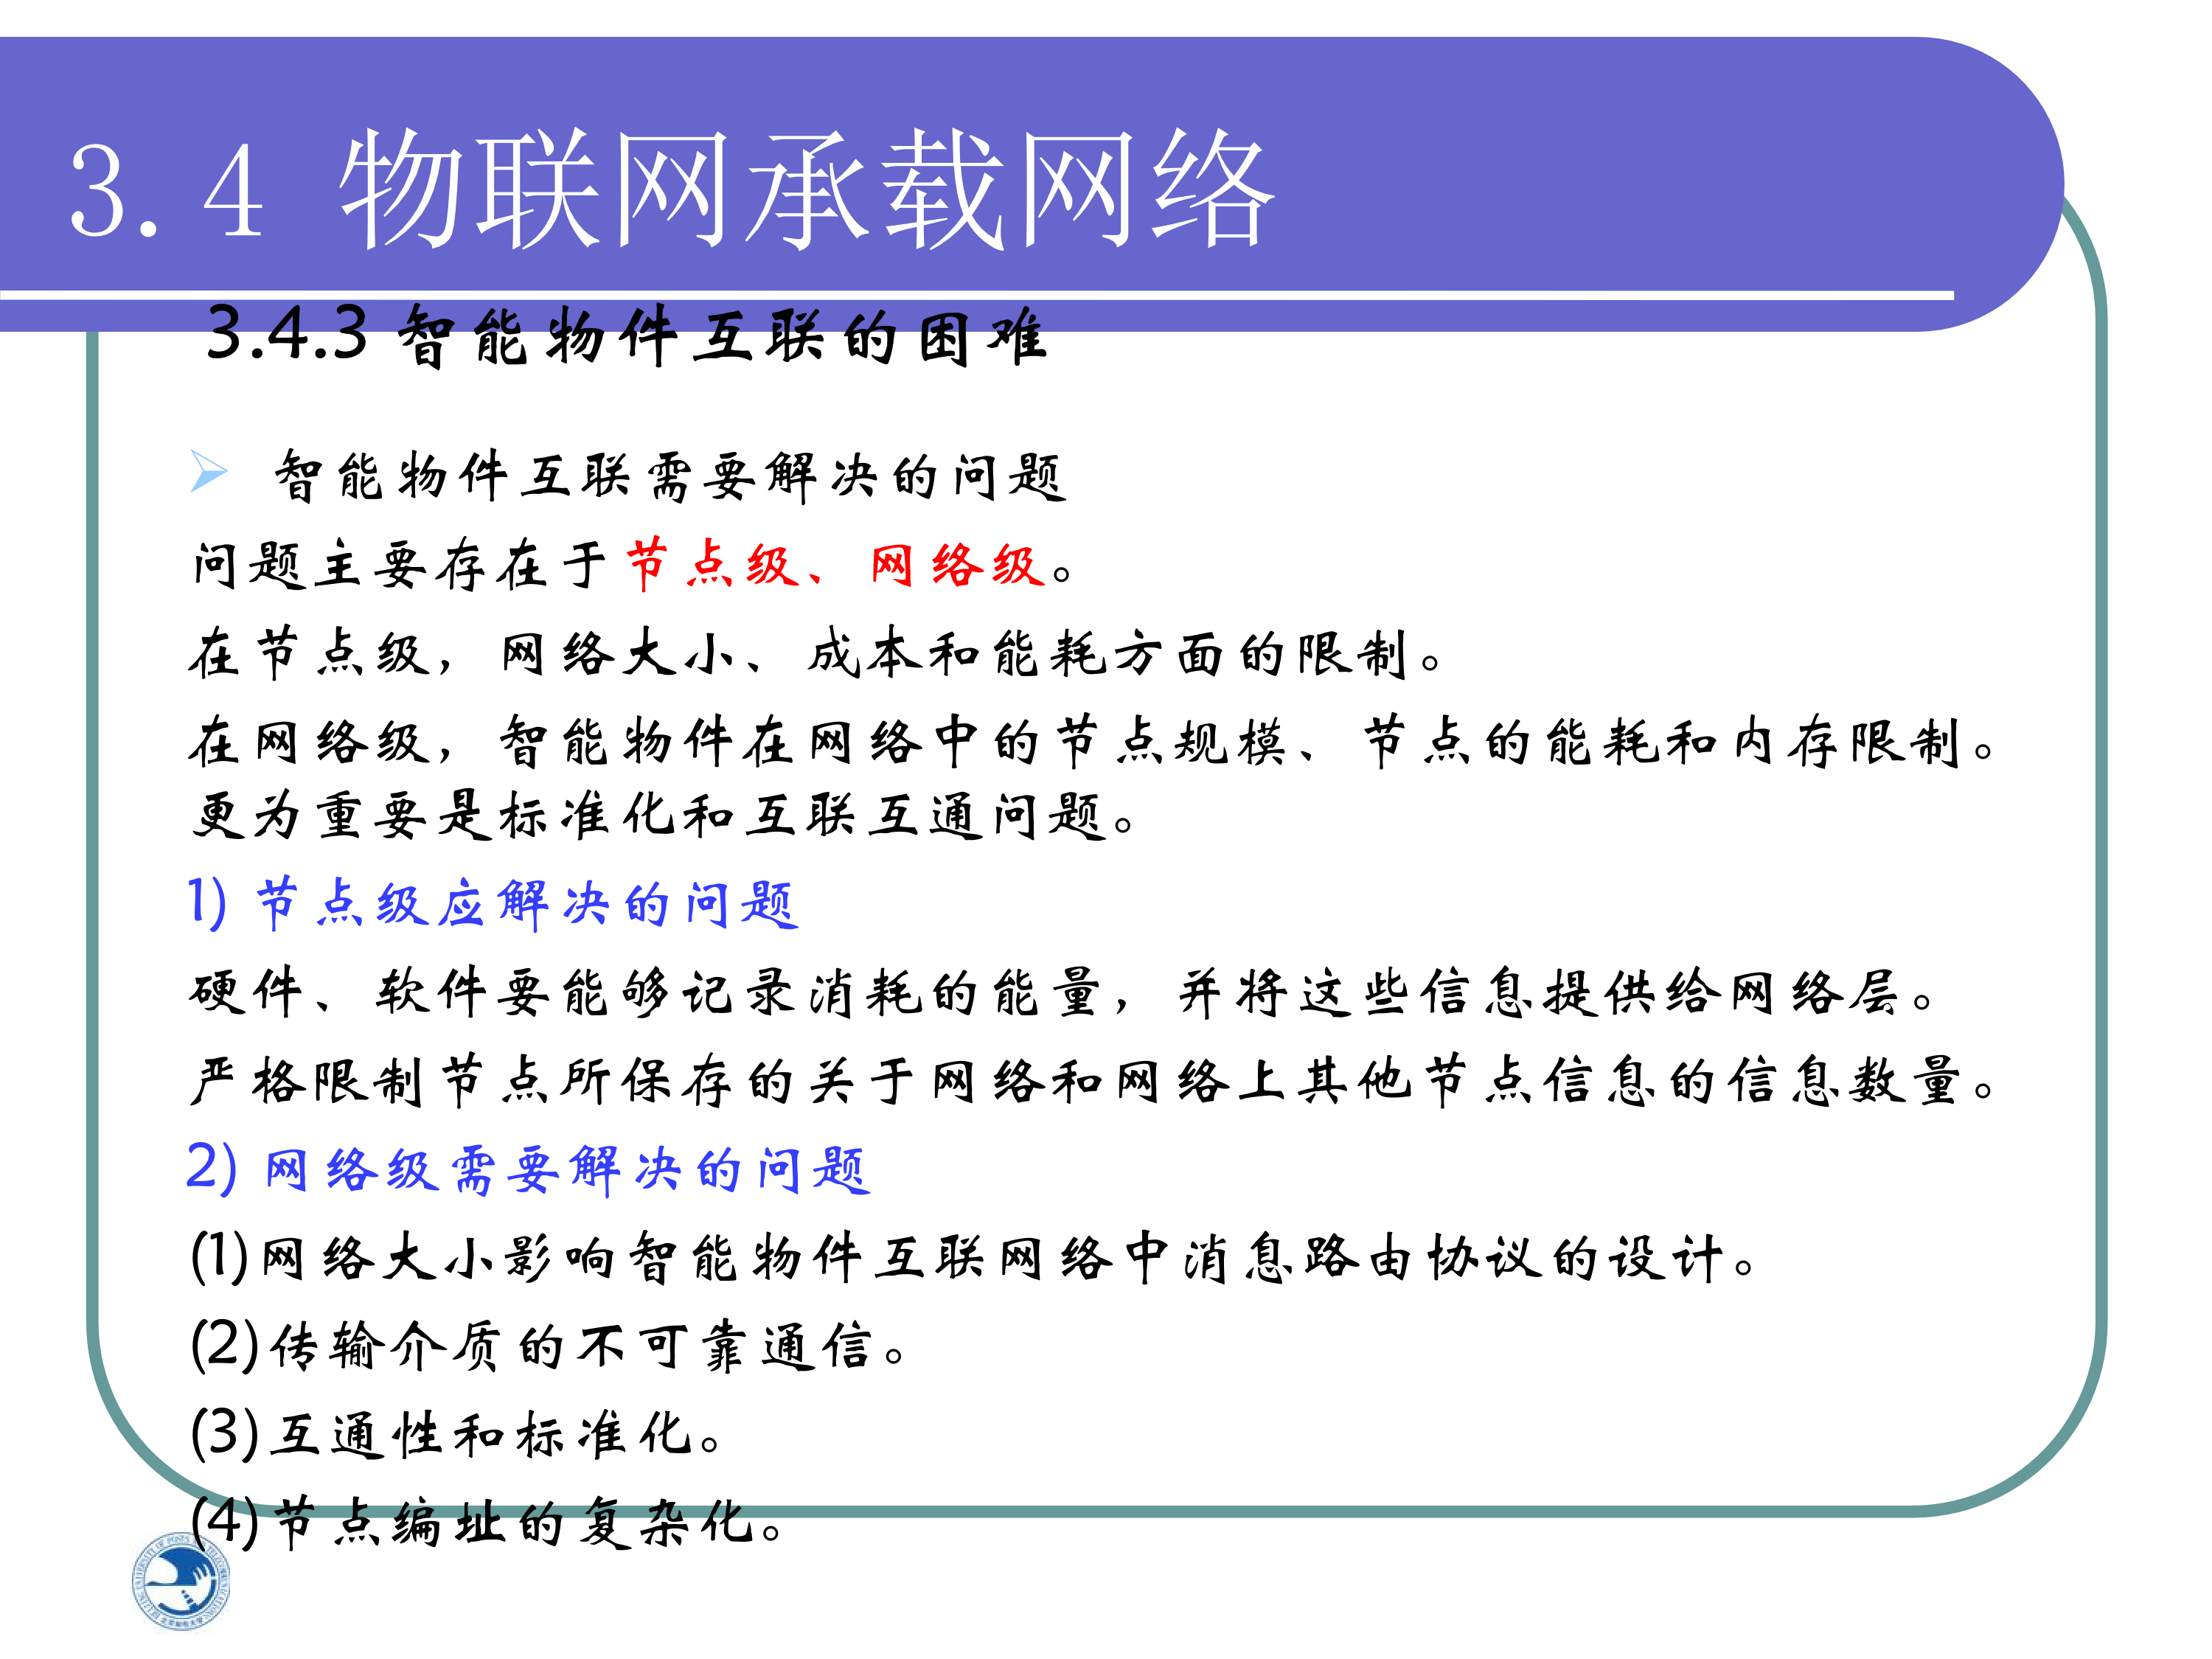 3.4 物联网承载网络
3.4.3 智能物件互联的困难
智能物件互联需要解决的问题
问题主要存在于节点级、网络级。
在节点级，网络大小、成本和能耗方面的限制。
在网络级，智能物件在网络中的节点规模、节点的能耗和内存限制。
更为重要是标准化和互联互通问题。
1) 节点级应解决的问题
硬件、软件要能够记录消耗的能量，并将这些信息提供给网络层。
严格限制节点所保存的关于网络和网络上其他节点信息的信息数量。
2) 网络级需要解决的问题
(1)网络大小影响智能物件互联网络中消息路由协议的设计。
(2)传输介质的不可靠通信。
(3)互通性和标准化。
(4)节点编址的复杂化。